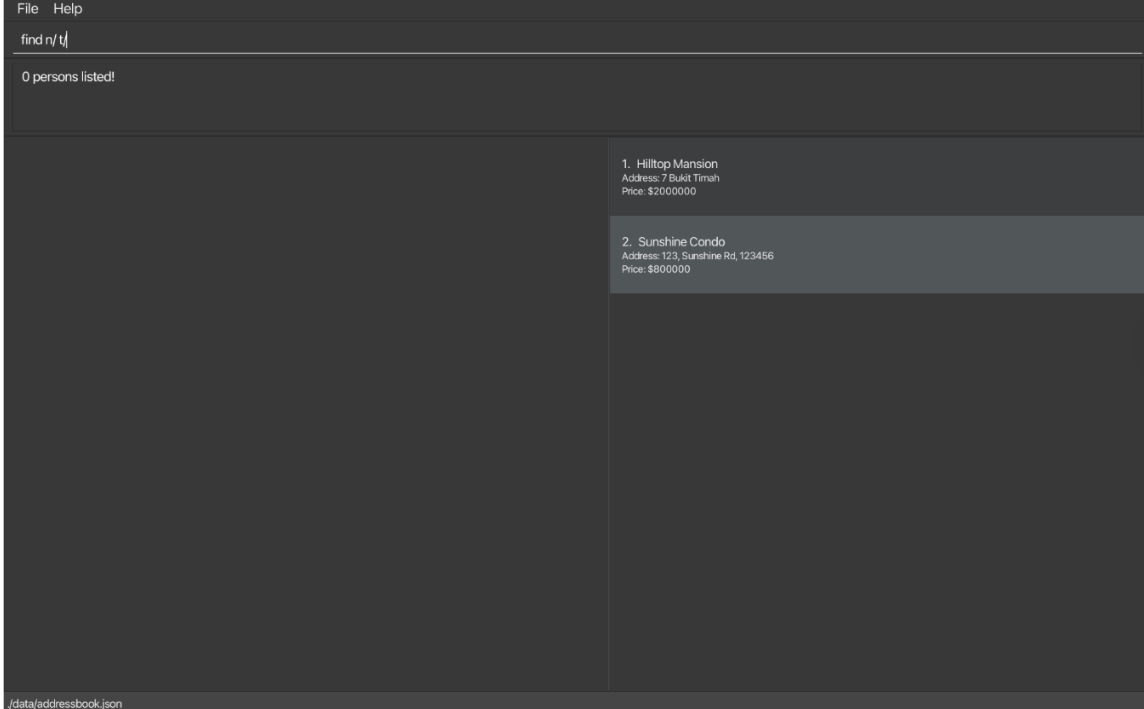 File Help
find n/ t/
0 persons listed!
1. Hilltop Mansion
Address: 7 Bukit Timah
Price: $2000000
2. Sunshine Condo
Address: 123, Sunshine Rd, 123456
Price: $800000
./data/addressbook.json